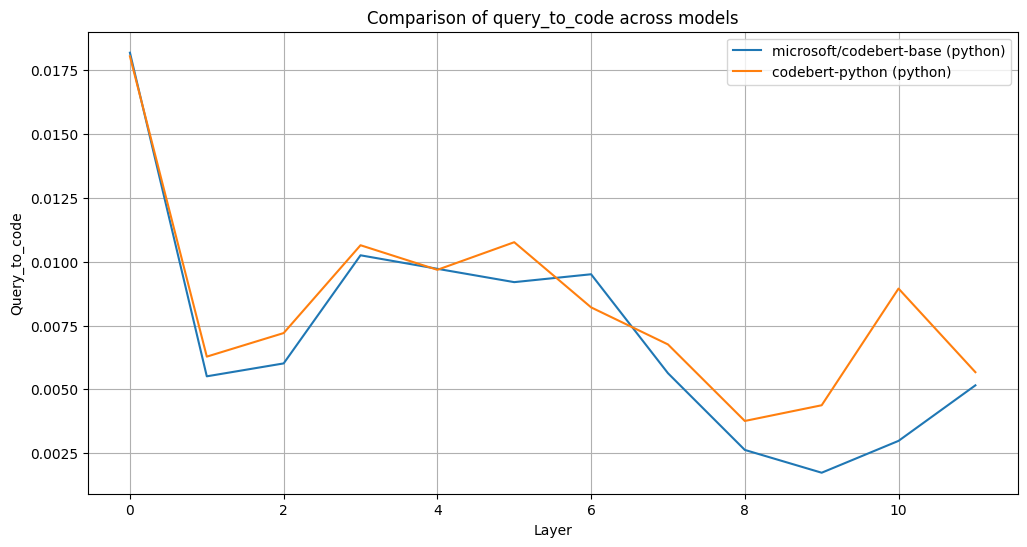 Comparison of query_to_code across models
microsoft/codebert-base (python)
codebert-python (python)
Query_to_code
0.0175
0.0150
0.0125
0.0100
0.0075
0.0050
0.0025
0 2 4 6 8 10
Layer